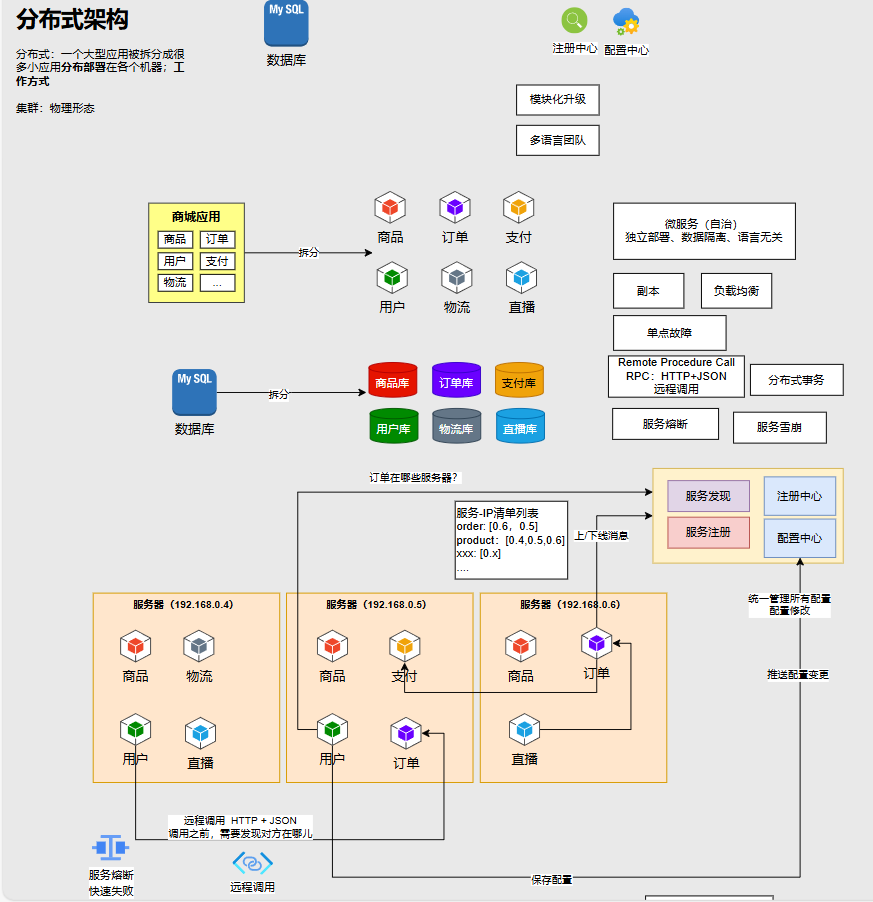 分布式架构
分布式：一个大型应用被拆分成很
多小应用分布部署在各个机器；工
作方式
集群：物理形态
My SQL
数据库
注册中心
配置中心
模块化升级
多语言团队
商城应用
商品
订单
用户
支付
物流
...
拆分
商品
订单
支付
用户
物流
直播
微服务（自治）
独立部署、数据隔离、语言无关
副本
负载均衡
单点故障
Remote Procedure Call
RPC：HTTP+JSON
远程调用
分布式事务
服务熔断
服务雪崩
My SQL
数据库
拆分
商品库
订单库
支付库
用户库
物流库
直播库
订单在哪些服务器？
服务-IP清单列表
order: [0.6，0.5]
product：[0.4,0.5,0.6]
xxx: [0.x]
....
上/下线消息
服务发现
注册中心
服务注册
配置中心
统一管理所有配置
配置修改
推送配置变更
服务器（192.168.0.4）
商品
物流
用户
直播
服务器（192.168.0.5）
商品
支付
用户
订单
服务器（192.168.0.6）
商品
订单
直播
远程调用 HTTP + JSON
调用之前，需要发现对方在哪儿
服务熔断
快速失败
远程调用
保存配置